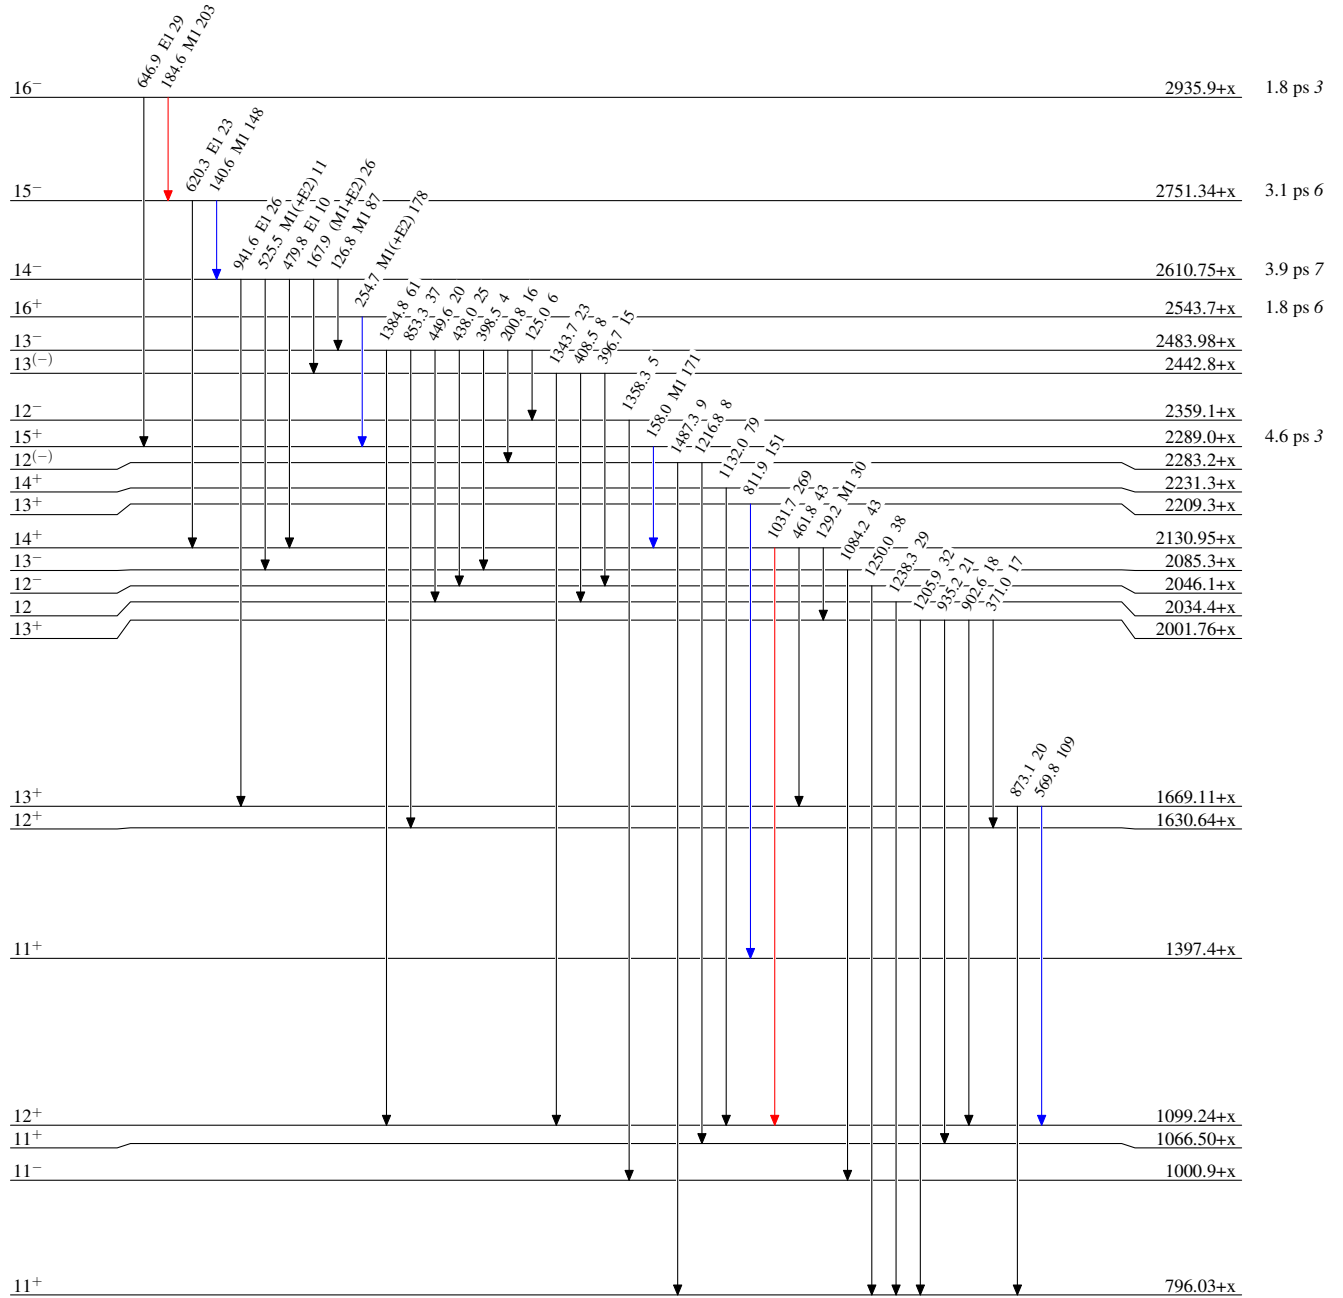 646.9 E1 29
184.6 M1 203
16⁻ 2935.9+x 1.8 ps 3
620.3 E1 23
140.6 M1 148
15⁻ 2751.34+x 3.1 ps 6
941.6 E1 26
525.5 M1(+E2) 11
479.8 E1 10
167.9 (M1+E2) 26
126.8 M1 87
14⁻ 2610.75+x 3.9 ps 7
254.7 M1(+E2) 178
16⁺ 2543.7+x 1.8 ps 6
1384.8 61
853.3 37
449.6 20
438.0 25
398.5 4
200.8 16
125.0 6
13⁻ 2483.98+x
1343.7 23
408.5 8
396.7 15
13⁽⁻⁾ 2442.8+x
1358.3 5
12⁻ 2359.1+x
158.0 M1 171
15⁺ 2289.0+x 4.6 ps 3
1487.3 9
1216.8 8
12⁽⁻⁾ 2283.2+x
1132.0 79
14⁺ 2231.3+x
811.9 151
13⁺ 2209.3+x
1031.7 269
461.8 43
129.2 M1 30
14⁺ 2130.95+x
1084.2 43
13⁻ 2085.3+x
1250.0 38
12⁻ 2046.1+x
1238.3 29
12 2034.4+x
1205.9 32
935.2 21
902.6 18
371.0 17
13⁺ 2001.76+x
873.1 20
569.8 109
13⁺ 1669.11+x
12⁺ 1630.64+x
11⁺ 1397.4+x
12⁺ 1099.24+x
11⁺ 1066.50+x
11⁻ 1000.9+x
11⁺ 796.03+x